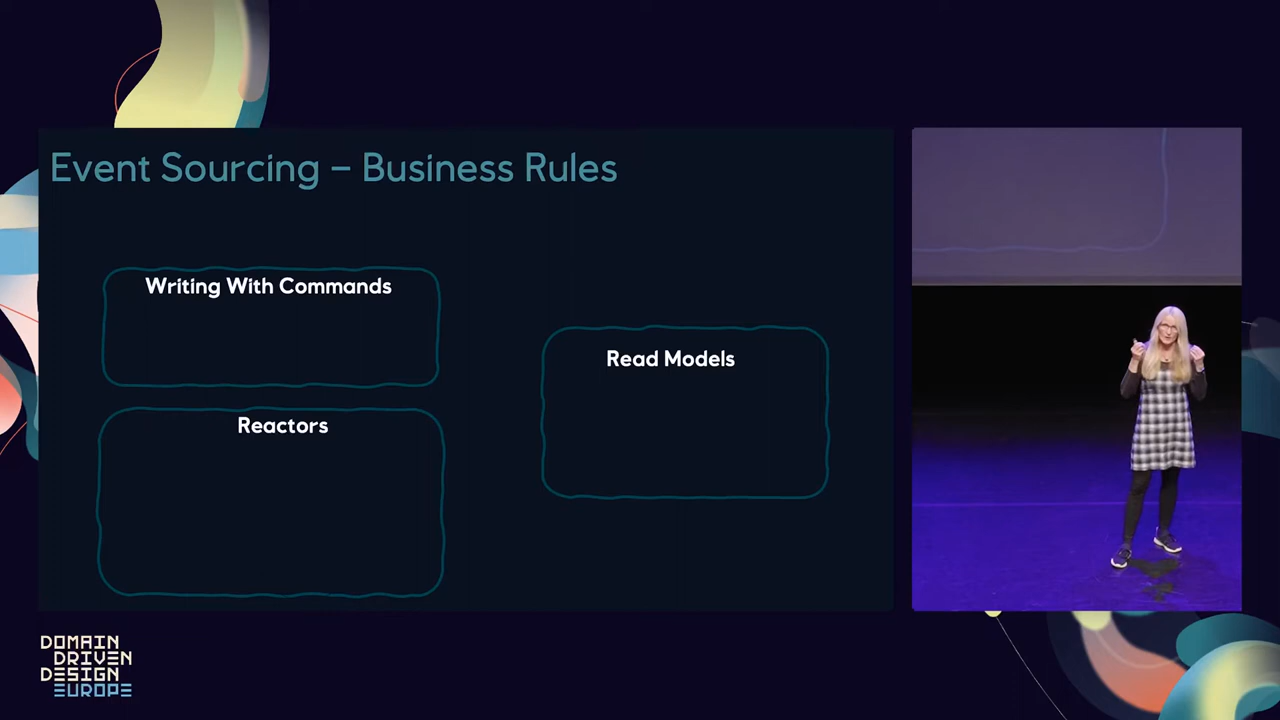 Event Sourcing – Business Rules
Writing With Commands
Read Models
Reactors
DOMAIN
DRIVEN
DESIGN
EUROPE